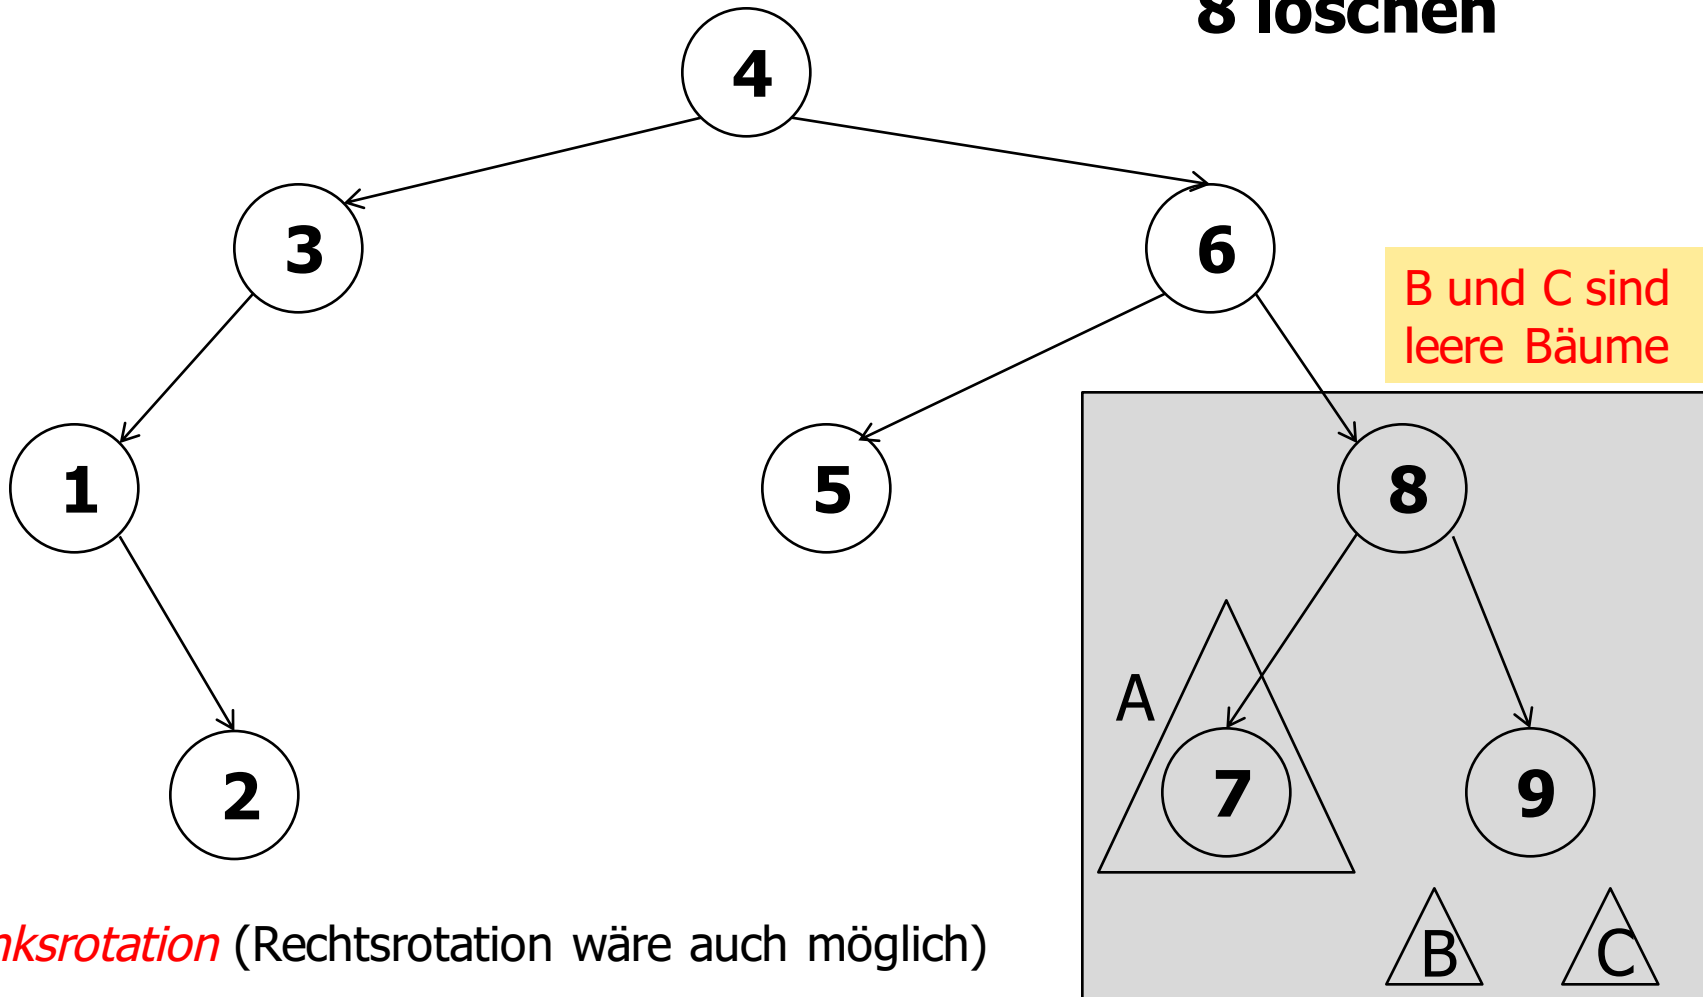 8 löschen
4
3
6
B und C sind
leere Bäume
1
5
8
A
2
7
9
nksrotation (Rechtsrotation wäre auch möglich)
B
C